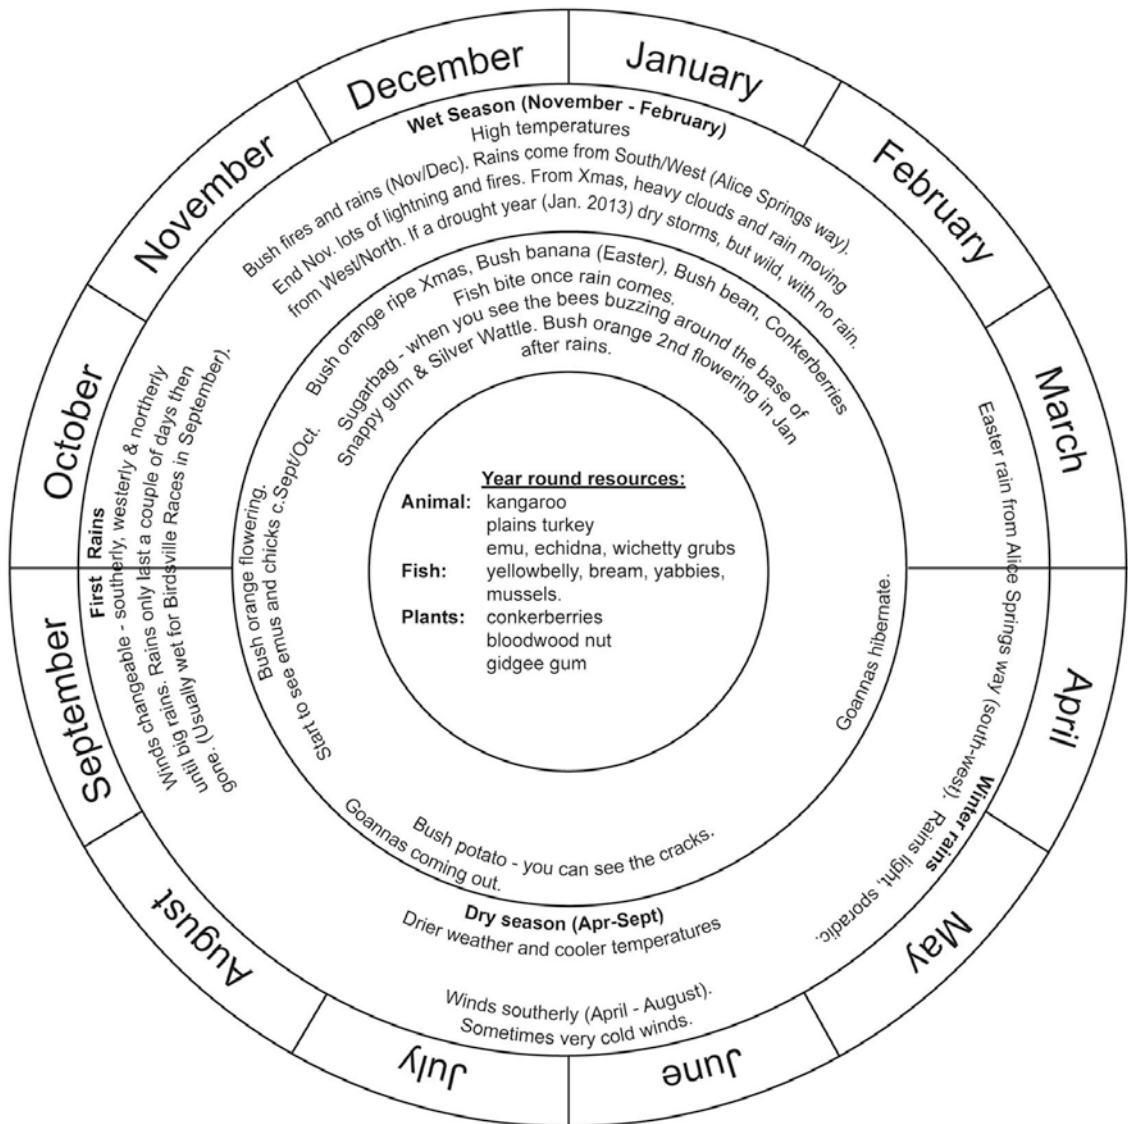 January
February
March
April
May
June
July
August
September
October
November
December
Wet Season (November - February)
High temperatures
Bush fires and rains (Nov/Dec). Rains come from South/West (Alice Springs way).
End Nov. lots of lightning and fires. From Xmas, heavy clouds and rain moving
from West/North. If a drought year (Jan. 2013) dry storms, but wild, with no rain.
Easter rain from Alice Springs way (south-west). Rains light, sporadic.
Winter rains
Dry season (Apr-Sept)
Drier weather and cooler temperatures
Winds southerly (April - August).
Sometimes very cold winds.
First Rains
Winds changeable - southerly, westerly & northerly
until big rains. Rains only last a couple of days then
gone. (Usually wet for Birdsville Races in September).
Bush orange ripe Xmas, Bush banana (Easter), Bush bean, Conkerberries
Fish bite once rain comes.
Sugarbag - when you see the bees buzzing around the base of
Snappy gum & Silver Wattle. Bush orange 2nd flowering in Jan
after rains.
Goannas hibernate.
Bush potato - you can see the cracks.
Goannas coming out.
Bush orange flowering.
Start to see emus and chicks c.Sept/Oct.
Year round resources:
Animal: kangaroo
plains turkey
emu, echidna, wichetty grubs
Fish: yellowbelly, bream, yabbies,
mussels.
Plants: conkerberries
bloodwood nut
gidgee gum